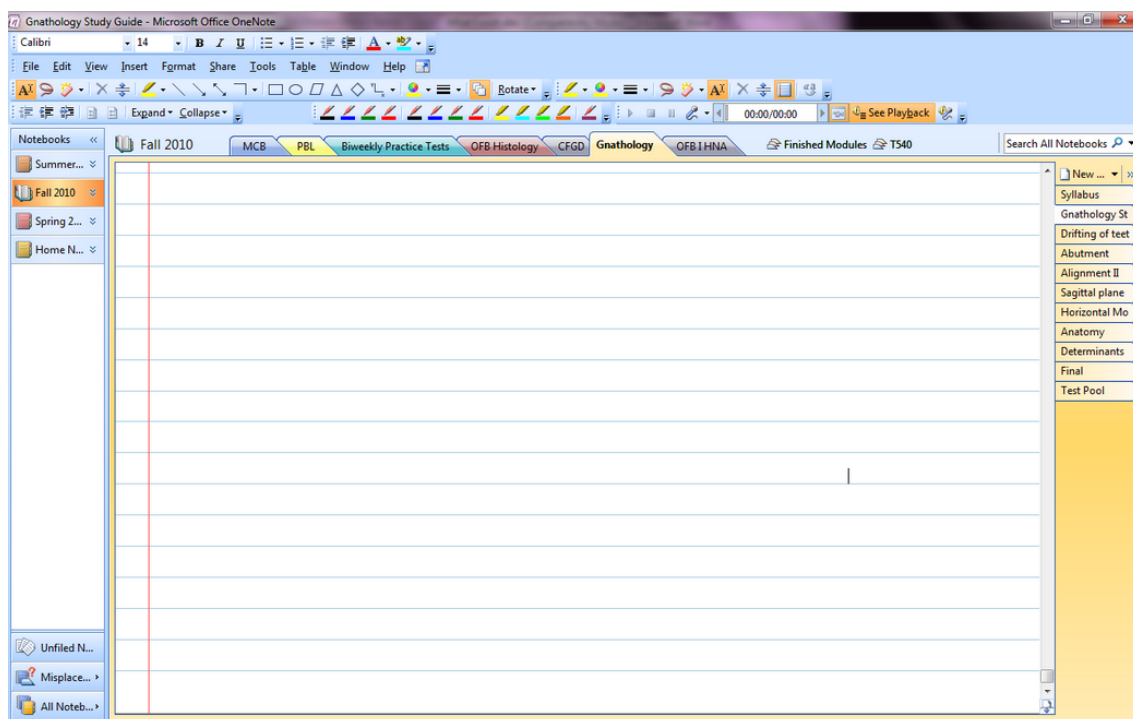 Gnathology Study Guide - Microsoft Office OneNote
Calibri 14 B I U A ab
File Edit View Insert Format Share Tools Table Window Help
Rotate
Expand Collapse 00:00/00:00 See Playback
Notebooks «
Fall 2010 MCB PBL Biweekly Practice Tests OFB Histology CFGD Gnathology OFB I HNA Finished Modules T540
Search All Notebooks
Summer...
Fall 2010
Spring 2...
Home N...
Unfiled N...
Misplace...
All Noteb...
New ... »
Syllabus
Gnathology St
Drifting of teet
Abutment
Alignment II
Sagittal plane
Horizontal Mo
Anatomy
Determinants
Final
Test Pool